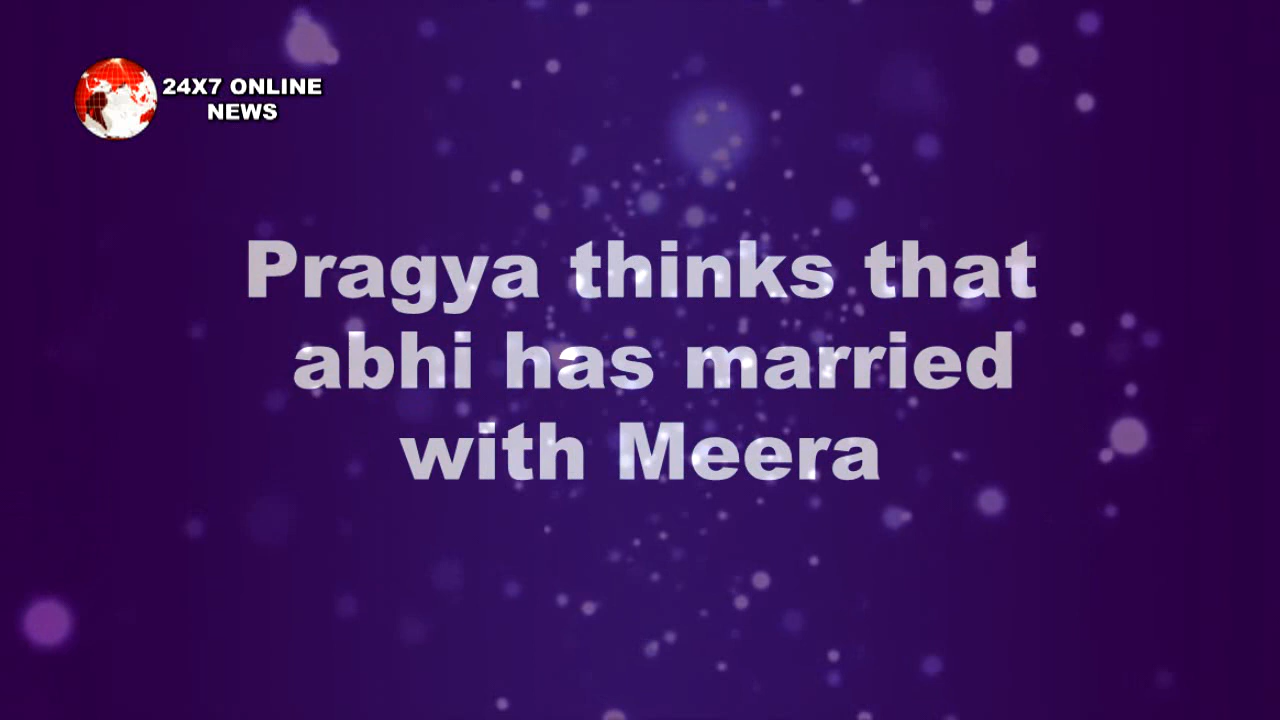 24X7 ONLINE
NEWS
Pragya thinks that
abhi has married
with Meera